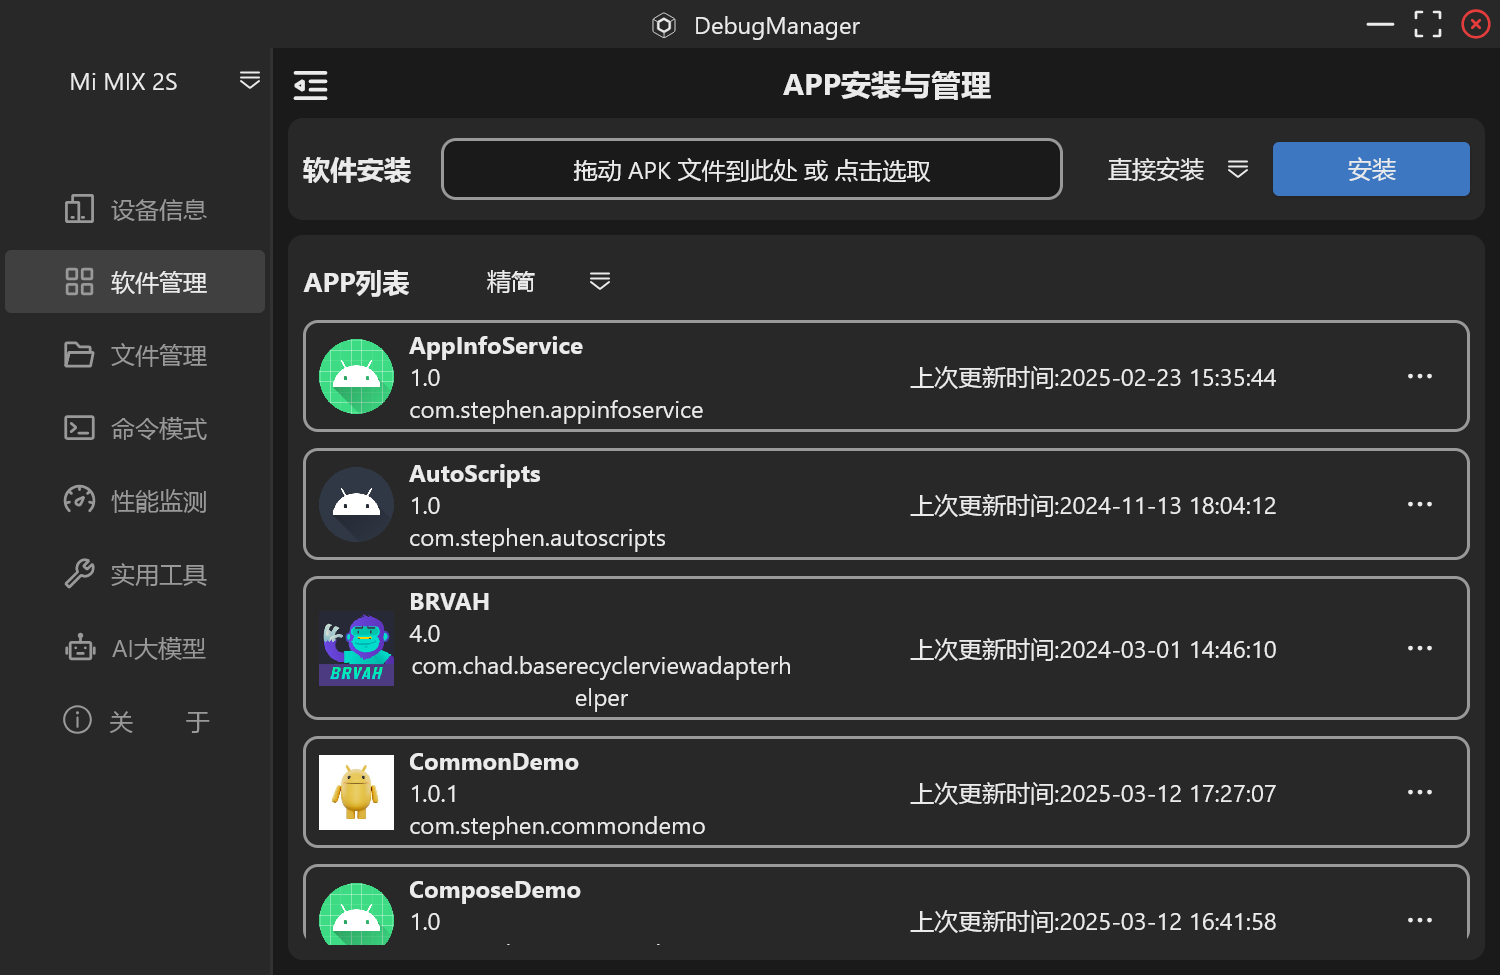 DebugManager
Mi MIX 2S
设备信息
软件管理
文件管理
命令模式
性能监测
实用工具
AI大模型
关 于
APP安装与管理
软件安装
拖动 APK 文件到此处 或 点击选取
直接安装
安装
APP列表
精简
AppInfoService
1.0
com.stephen.appinfoservice
上次更新时间:2025-02-23 15:35:44
AutoScripts
1.0
com.stephen.autoscripts
上次更新时间:2024-11-13 18:04:12
BRVAH
BRVAH
4.0
com.chad.baserecyclerviewadapterh
elper
上次更新时间:2024-03-01 14:46:10
CommonDemo
1.0.1
com.stephen.commondemo
上次更新时间:2025-03-12 17:27:07
ComposeDemo
1.0
上次更新时间:2025-03-12 16:41:58